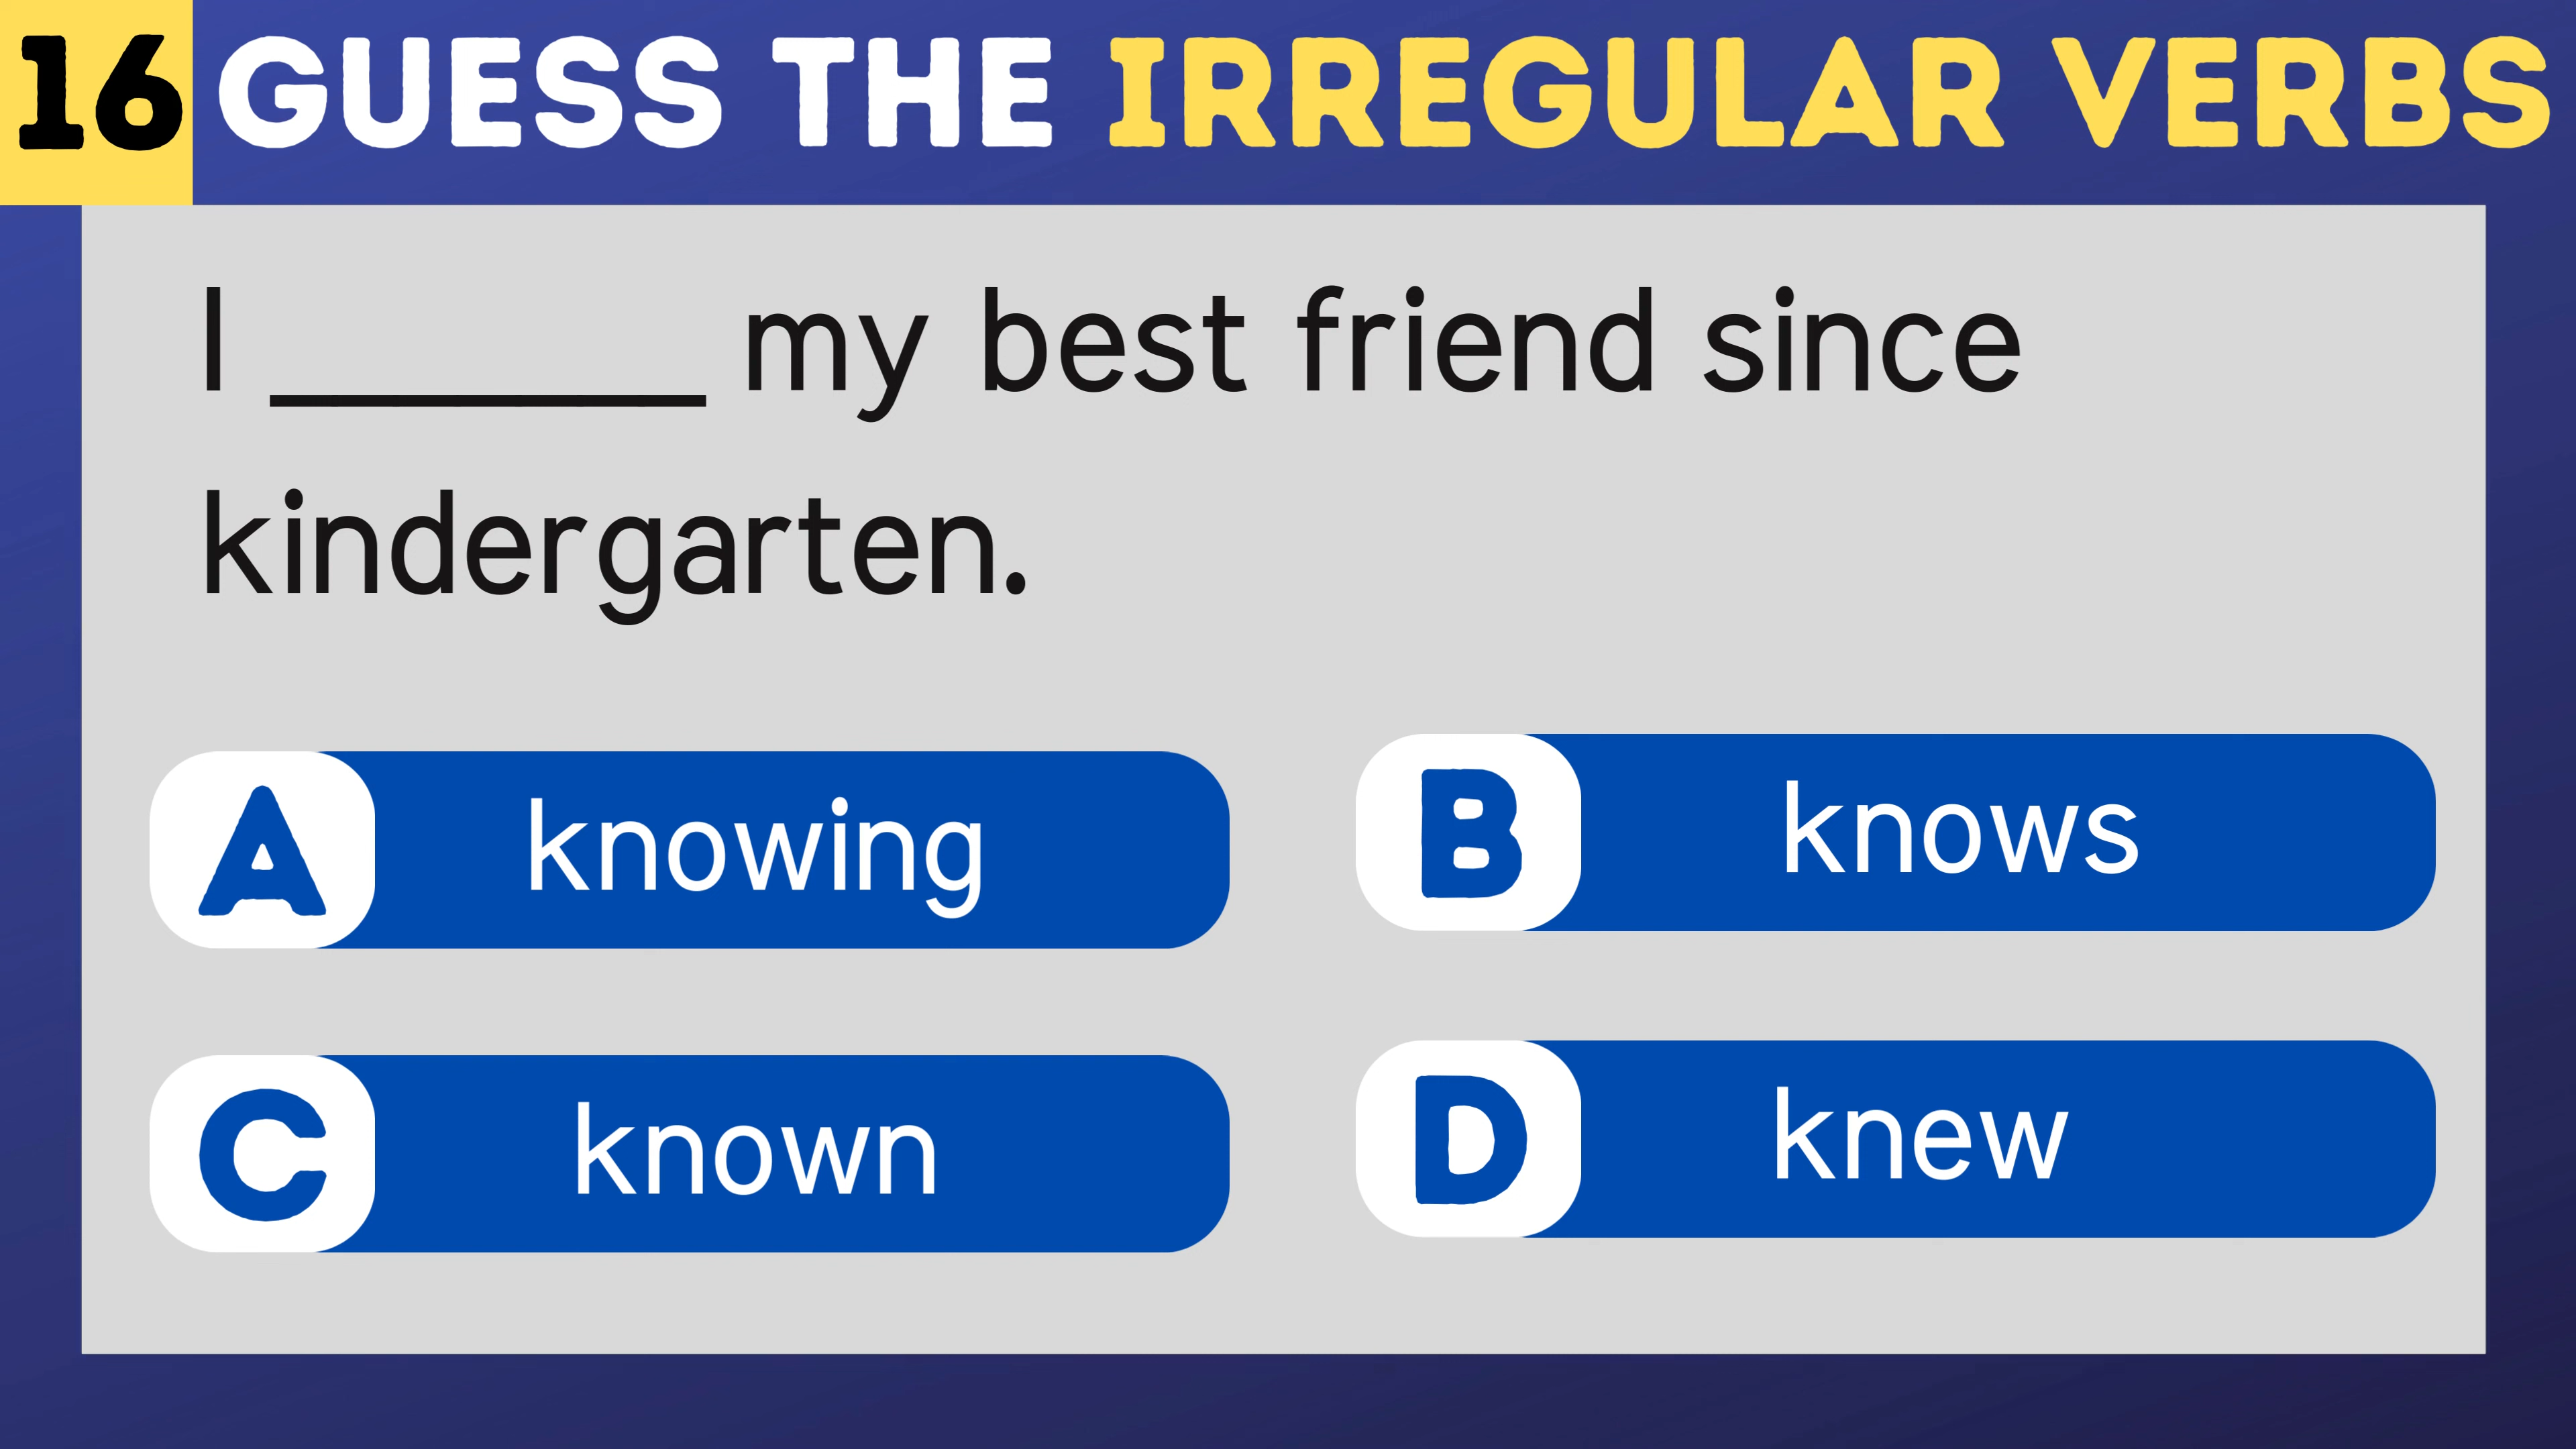 16 GUESS THE IRREGULAR VERBS
I ________ my best friend since
kindergarten.
A knowing
B knows
C known
D knew